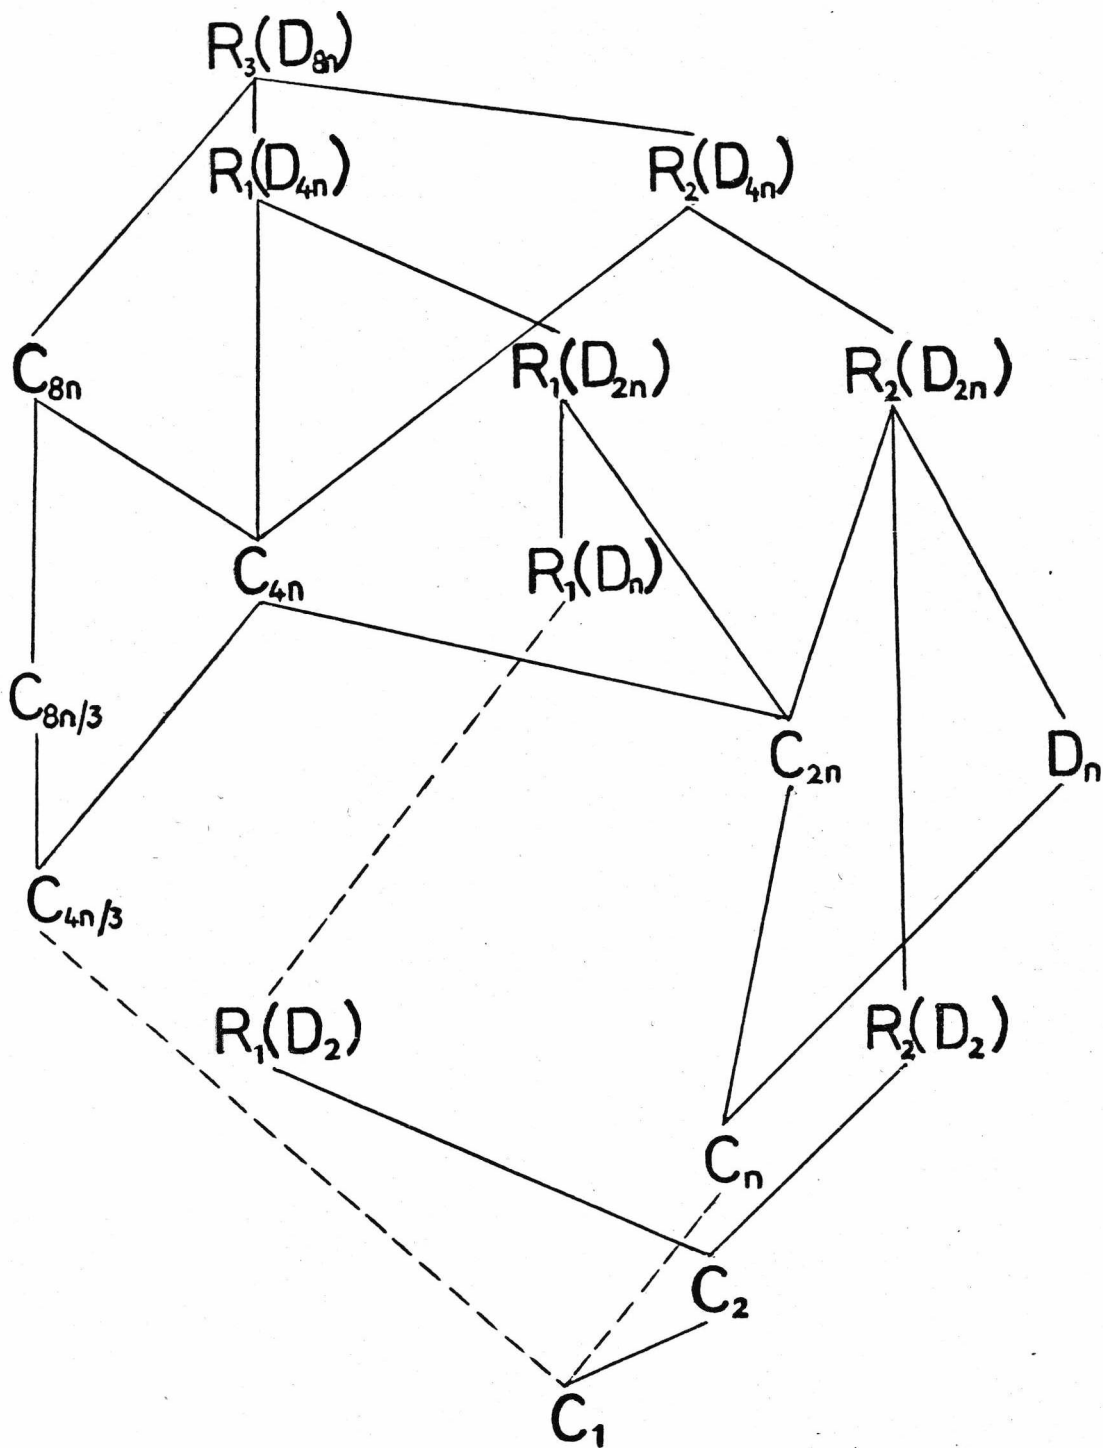 R₃(D₈ₙ)
R₁(D₄ₙ) R₂(D₄ₙ)
C₈ₙ R₁(D₂ₙ) R₂(D₂ₙ)
C₄ₙ R₁(Dₙ)
C₈ₙ/₃
C₂ₙ Dₙ
C₄ₙ/₃
R₁(D₂) R₂(D₂)
Cₙ
C₂
C₁